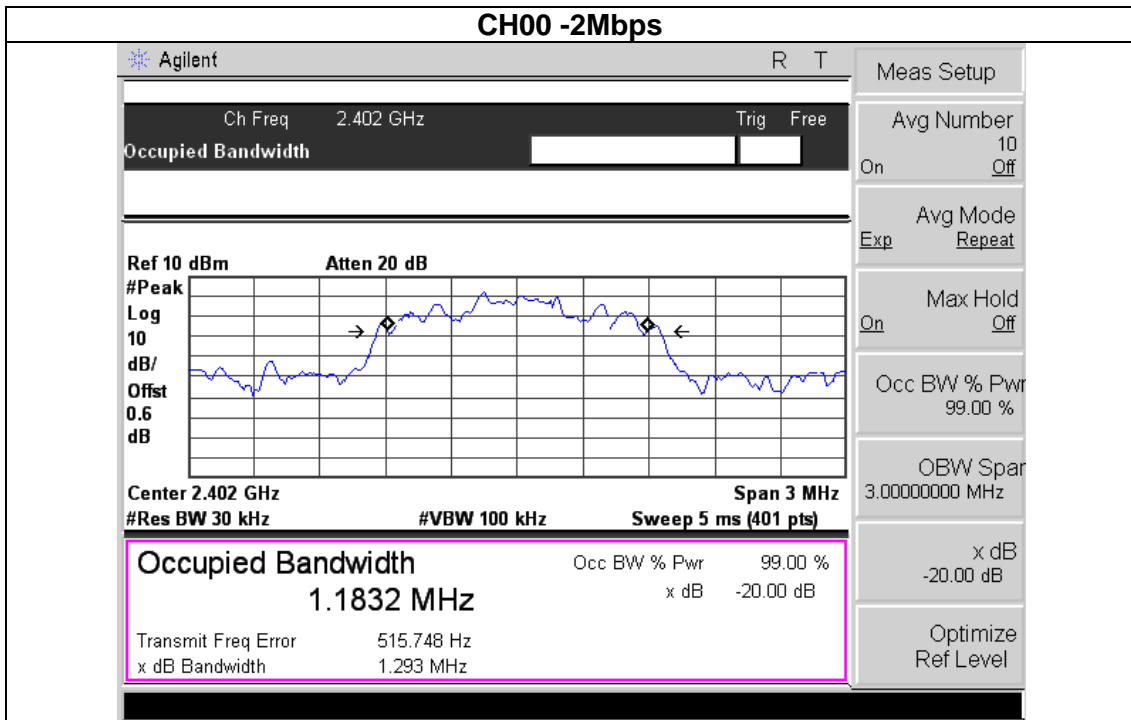 CH00 -2Mbps
Agilent R T
Ch Freq 2.402 GHz Trig Free
Occupied Bandwidth
Ref 10 dBm Atten 20 dB
#Peak
Log
10
dB/
Offst
0.6
dB
Center 2.402 GHz Span 3 MHz
#Res BW 30 kHz #VBW 100 kHz Sweep 5 ms (401 pts)
Occupied Bandwidth
1.1832 MHz
Occ BW % Pwr 99.00 %
x dB -20.00 dB
Transmit Freq Error 515.748 Hz
x dB Bandwidth 1.293 MHz
Meas Setup
Avg Number
10
On Off
Avg Mode
Exp Repeat
Max Hold
On Off
Occ BW % Pwr
99.00 %
OBW Span
3.00000000 MHz
x dB
-20.00 dB
Optimize
Ref Level